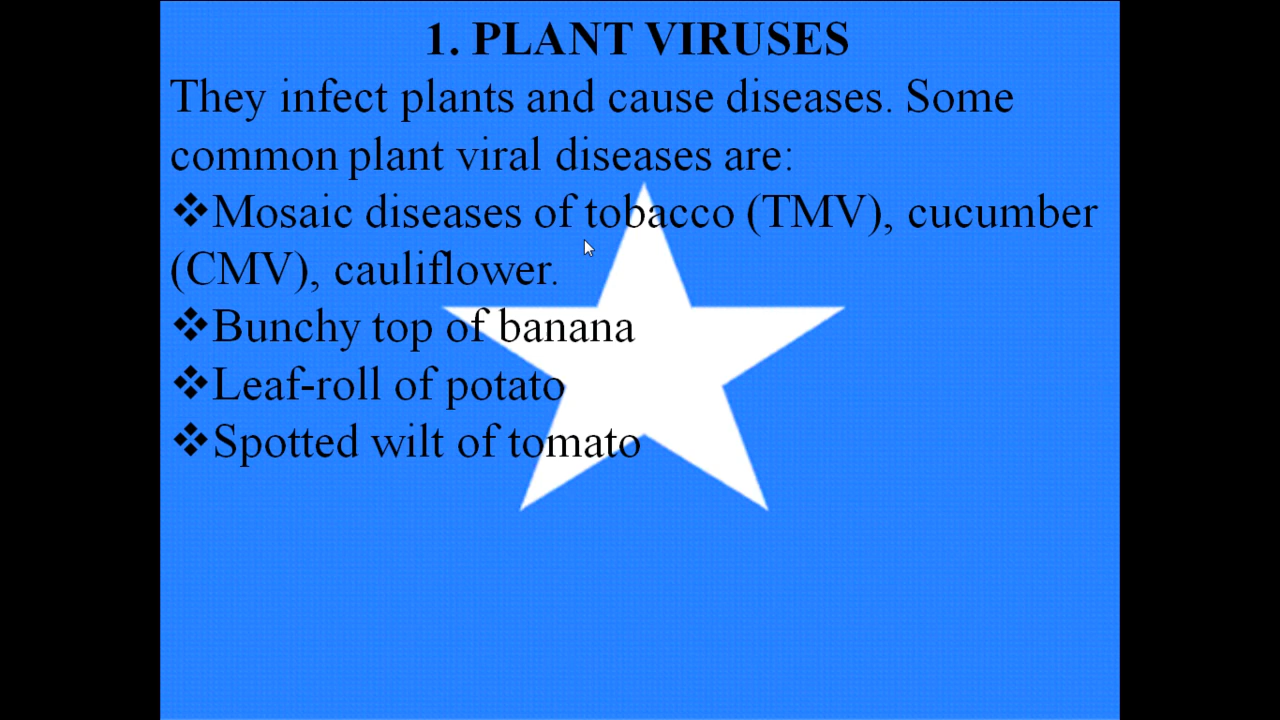 1. PLANT VIRUSES
They infect plants and cause diseases. Some
common plant viral diseases are:
❖Mosaic diseases of tobacco (TMV), cucumber
(CMV), cauliflower.
❖Bunchy top of banana
❖Leaf-roll of potato
❖Spotted wilt of tomato